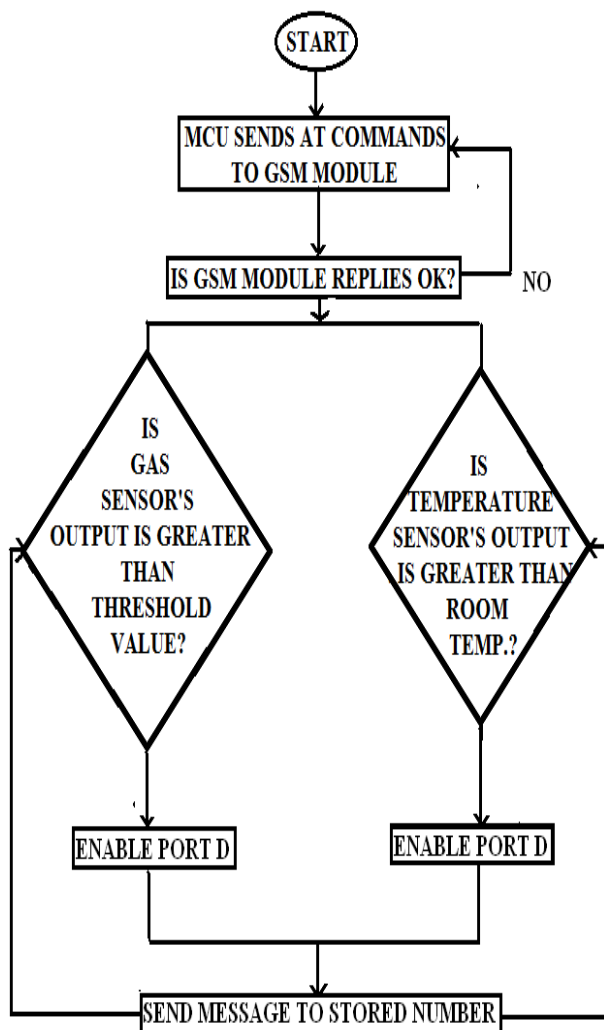 START
MCU SENDS AT COMMANDS
TO GSM MODULE
IS GSM MODULE REPLIES OK?
NO
IS
GAS
SENSOR'S
OUTPUT IS GREATER
THAN
THRESHOLD
VALUE?
IS
TEMPERATURE
SENSOR'S OUTPUT
IS GREATER THAN
ROOM
TEMP.?
ENABLE PORT D
ENABLE PORT D
SEND MESSAGE TO STORED NUMBER